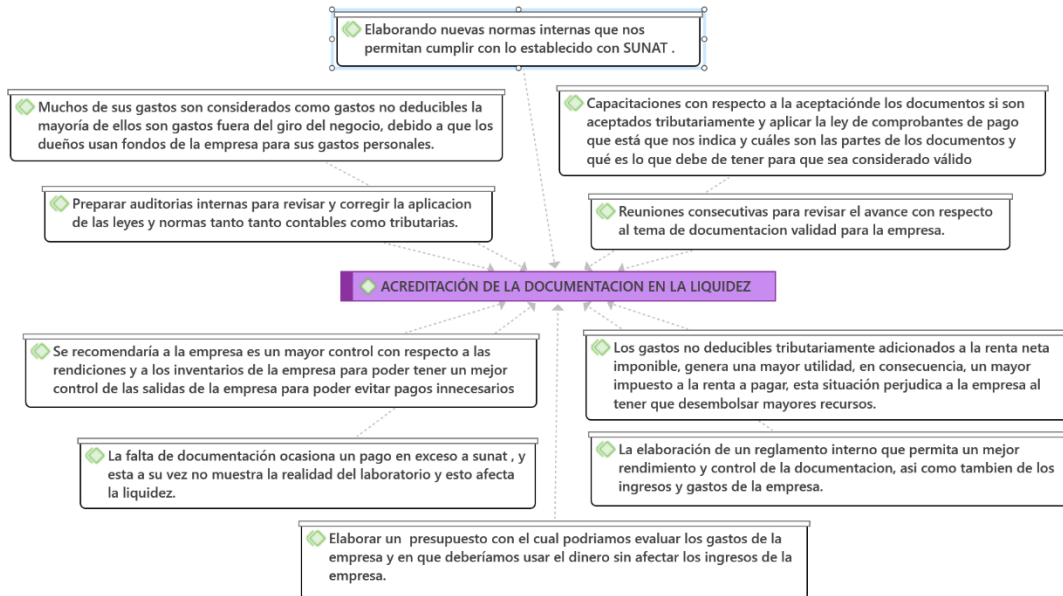 Elaborando nuevas normas internas que nos
permitan cumplir con lo establecido con SUNAT .
Muchos de sus gastos son considerados como gastos no deducibles la
mayoría de ellos son gastos fuera del giro del negocio, debido a que los
dueños usan fondos de la empresa para sus gastos personales.
Capacitaciones con respecto a la aceptaciónde los documentos si son
aceptados tributariamente y aplicar la ley de comprobantes de pago
que está que nos indica y cuáles son las partes de los documentos y
qué es lo que debe de tener para que sea considerado válido
Preparar auditorias internas para revisar y corregir la aplicacion
de las leyes y normas tanto tanto contables como tributarias.
Reuniones consecutivas para revisar el avance con respecto
al tema de documentacion validad para la empresa.
ACREDITACIÓN DE LA DOCUMENTACION EN LA LIQUIDEZ
Se recomendaría a la empresa es un mayor control con respecto a las
rendiciones y a los inventarios de la empresa para poder tener un mejor
control de las salidas de la empresa para poder evitar pagos innecesarios
Los gastos no deducibles tributariamente adicionados a la renta neta
imponible, genera una mayor utilidad, en consecuencia, un mayor
impuesto a la renta a pagar, esta situación perjudica a la empresa al
tener que desembolsar mayores recursos.
La falta de documentación ocasiona un pago en exceso a sunat , y
esta a su vez no muestra la realidad del laboratorio y esto afecta
la liquidez.
La elaboración de un reglamento interno que permita un mejor
rendimiento y control de la documentacion, asi como tambien de los
ingresos y gastos de la empresa.
Elaborar un  presupuesto con el cual podriamos evaluar los gastos de la
empresa y en que deberíamos usar el dinero sin afectar los ingresos de la
empresa.